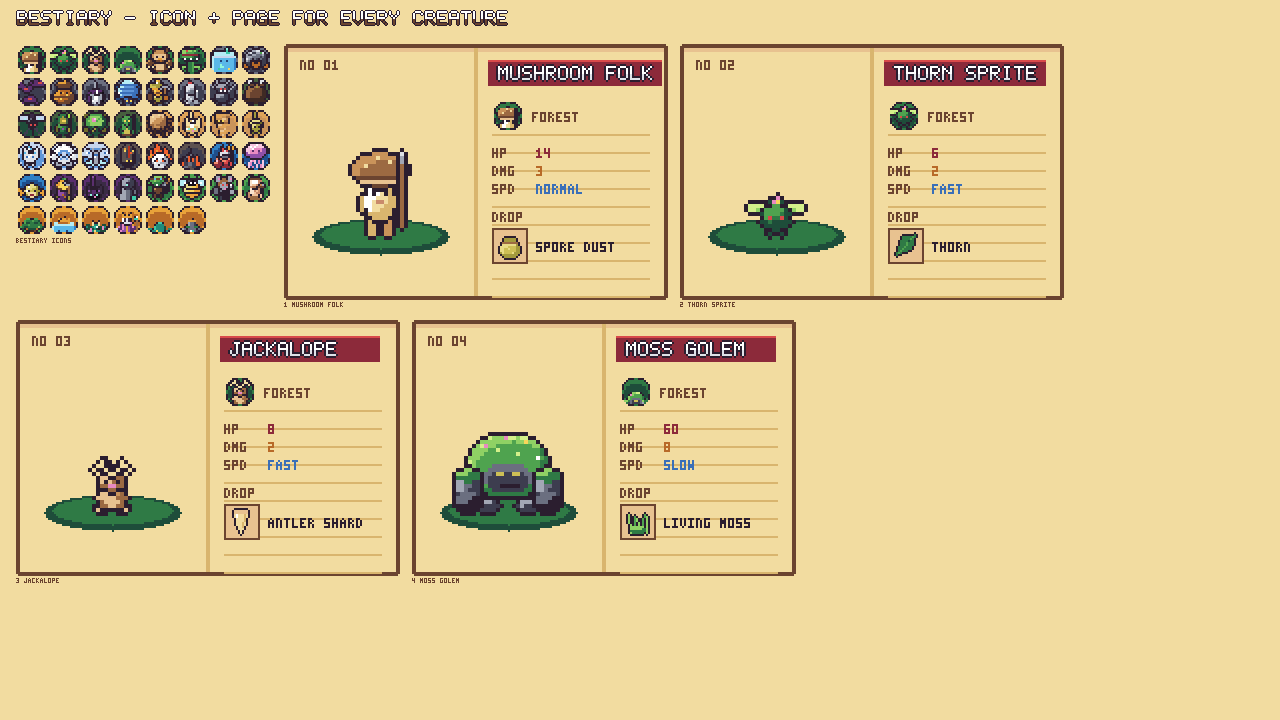 BESTIARY - ICON + PAGE FOR EVERY CREATURE
BESTIARY ICONS
NO 01
MUSHROOM FOLK
FOREST
HP 14
DMG 3
SPD NORMAL
DROP
SPORE DUST
1 MUSHROOM FOLK
NO 02
THORN SPRITE
FOREST
HP 6
DMG 2
SPD FAST
DROP
THORN
2 THORN SPRITE
NO 03
JACKALOPE
FOREST
HP 8
DMG 2
SPD FAST
DROP
ANTLER SHARD
3 JACKALOPE
NO 04
MOSS GOLEM
FOREST
HP 60
DMG 8
SPD SLOW
DROP
LIVING MOSS
4 MOSS GOLEM